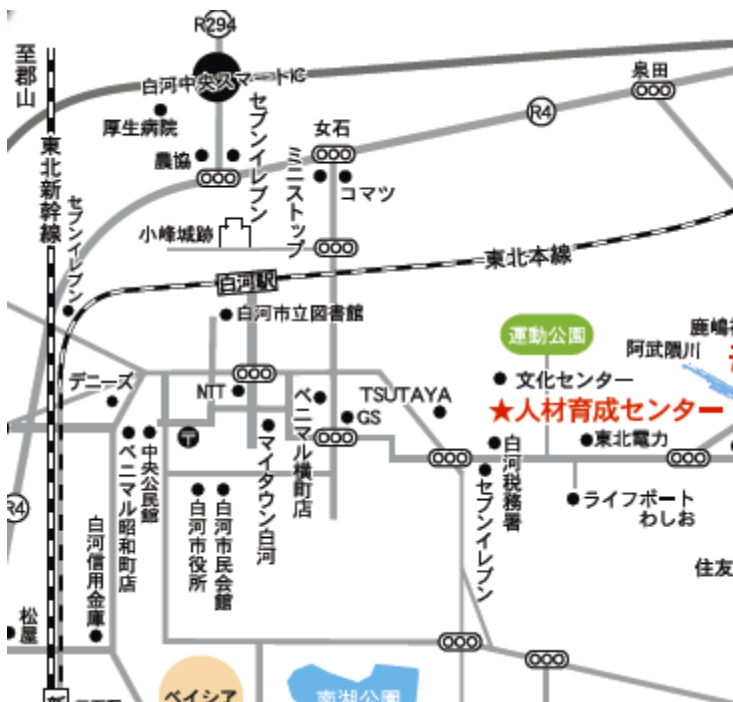 R294
至郡山
白河中央スマートIC
泉田
厚生病院
セブンイレブン
女石
R4
農協
ミニストップ
コマツ
東北新幹線
セブンイレブン
小峰城跡
東北本線
白河駅
白河市立図書館
運動公園
阿武隈川
デニーズ
NTT
ベニマル横町店
TSUTAYA
GS
文化センター
★人材育成センター
東北電力
〒
マイタウン白河
中央公民館
ベニマル昭和町店
白河税務署
セブンイレブン
ライフポート
わしお
R4
白河信用金庫
白河市役所
白河市民会館
住友
松屋
ベイシア
南湖公園